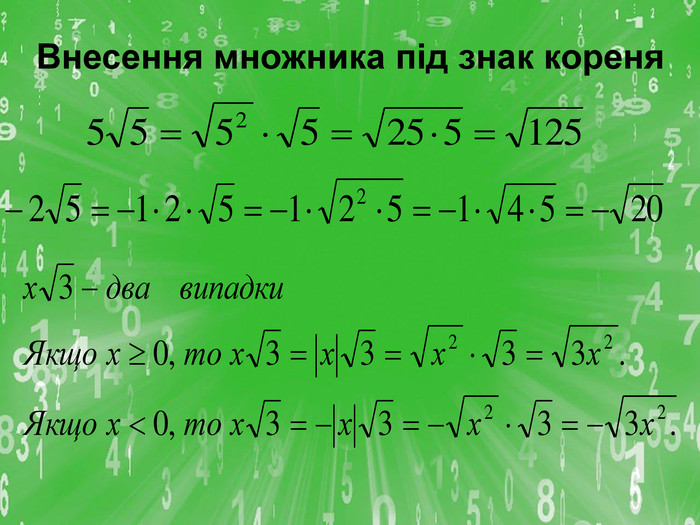 Внесення множника під знак кореня
5√5 = √5² · √5 = √(25·5) = √125
−2√5 = −1·2·√5 = −1·√(2²·5) = −1·√(4·5) = −√20
x√3 – два випадки
Якщо x ≥ 0, то x√3 = |x|√3 = √x² · √3 = √(3x²).
Якщо x < 0, то x√3 = −|x|√3 = −√x² · √3 = −√(3x²).